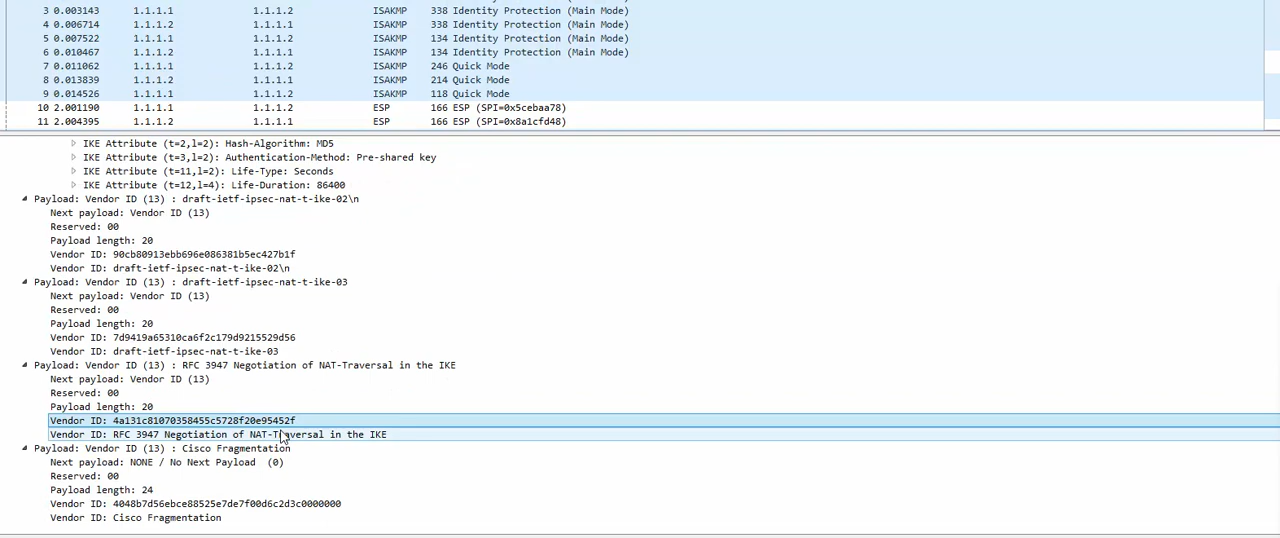 3 0.003143 1.1.1.1 1.1.1.2 ISAKMP 338 Identity Protection (Main Mode)
4 0.006714 1.1.1.2 1.1.1.1 ISAKMP 338 Identity Protection (Main Mode)
5 0.007522 1.1.1.1 1.1.1.2 ISAKMP 134 Identity Protection (Main Mode)
6 0.010467 1.1.1.2 1.1.1.1 ISAKMP 134 Identity Protection (Main Mode)
7 0.011062 1.1.1.1 1.1.1.2 ISAKMP 246 Quick Mode
8 0.013839 1.1.1.2 1.1.1.1 ISAKMP 214 Quick Mode
9 0.014526 1.1.1.1 1.1.1.2 ISAKMP 118 Quick Mode
10 2.001190 1.1.1.1 1.1.1.2 ESP 166 ESP (SPI=0x5cebaa78)
11 2.004395 1.1.1.2 1.1.1.1 ESP 166 ESP (SPI=0x8a1cfd48)
IKE Attribute (t=2,l=2): Hash-Algorithm: MD5
IKE Attribute (t=3,l=2): Authentication-Method: Pre-shared key
IKE Attribute (t=11,l=2): Life-Type: Seconds
IKE Attribute (t=12,l=4): Life-Duration: 86400
Payload: Vendor ID (13) : draft-ietf-ipsec-nat-t-ike-02\n
Next payload: Vendor ID (13)
Reserved: 00
Payload length: 20
Vendor ID: 90cb80913ebb696e086381b5ec427b1f
Vendor ID: draft-ietf-ipsec-nat-t-ike-02\n
Payload: Vendor ID (13) : draft-ietf-ipsec-nat-t-ike-03
Next payload: Vendor ID (13)
Reserved: 00
Payload length: 20
Vendor ID: 7d9419a65310ca6f2c179d9215529d56
Vendor ID: draft-ietf-ipsec-nat-t-ike-03
Payload: Vendor ID (13) : RFC 3947 Negotiation of NAT-Traversal in the IKE
Next payload: Vendor ID (13)
Reserved: 00
Payload length: 20
Vendor ID: 4a131c81070358455c5728f20e95452f
Vendor ID: RFC 3947 Negotiation of NAT-Traversal in the IKE
Payload: Vendor ID (13) : Cisco Fragmentation
Next payload: NONE / No Next Payload (0)
Reserved: 00
Payload length: 24
Vendor ID: 4048b7d56ebce88525e7de7f00d6c2d3c0000000
Vendor ID: Cisco Fragmentation